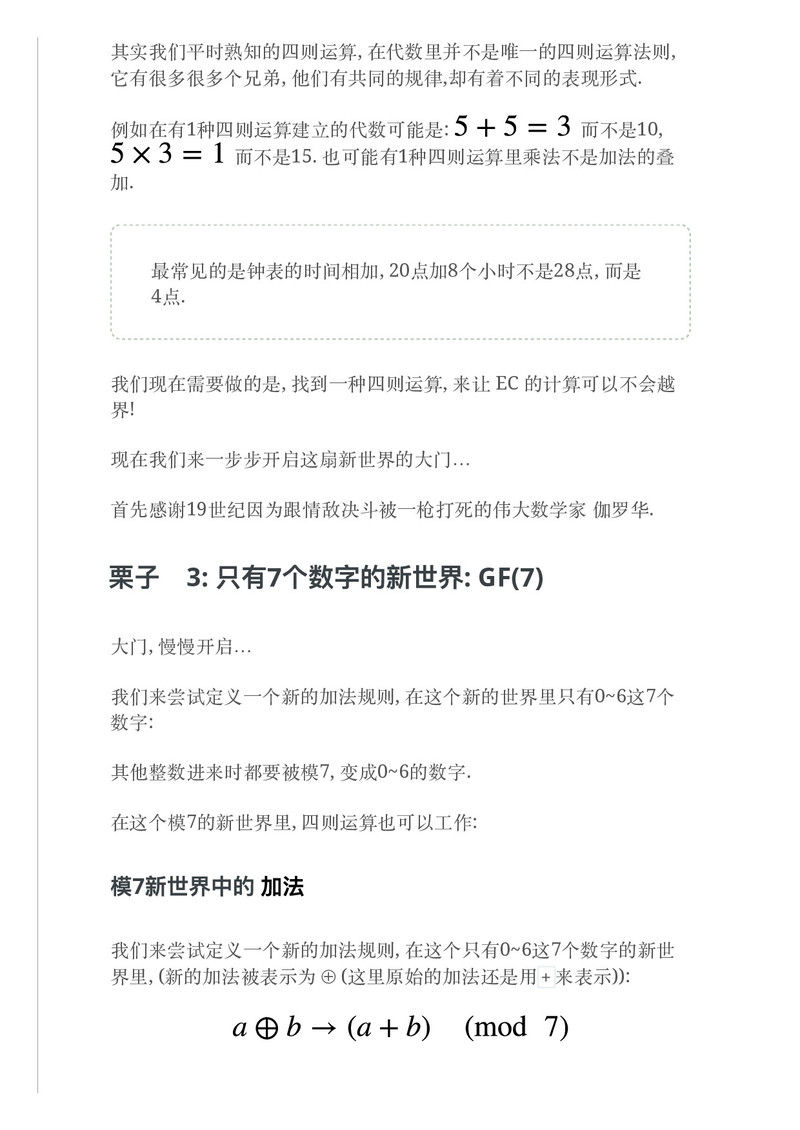 其实我们平时熟知的四则运算, 在代数里并不是唯一的四则运算法则,
它有很多很多个兄弟, 他们有共同的规律,却有着不同的表现形式.
例如在有1种四则运算建立的代数可能是: 5 + 5 = 3 而不是10,
5 × 3 = 1 而不是15. 也可能有1种四则运算里乘法不是加法的叠
加.
最常见的是钟表的时间相加, 20点加8个小时不是28点, 而是
4点.
我们现在需要做的是, 找到一种四则运算, 来让 EC 的计算可以不会越
界!
现在我们来一步步开启这扇新世界的大门…
首先感谢19世纪因为跟情敌决斗被一枪打死的伟大数学家 伽罗华.
栗子 3: 只有7个数字的新世界: GF(7)
大门, 慢慢开启…
我们来尝试定义一个新的加法规则, 在这个新的世界里只有0~6这7个
数字:
其他整数进来时都要被模7, 变成0~6的数字.
在这个模7的新世界里, 四则运算也可以工作:
模7新世界中的 加法
我们来尝试定义一个新的加法规则, 在这个只有0~6这7个数字的新世
界里, (新的加法被表示为 ⊕ (这里原始的加法还是用+来表示)):
a ⊕ b → (a + b) (mod 7)